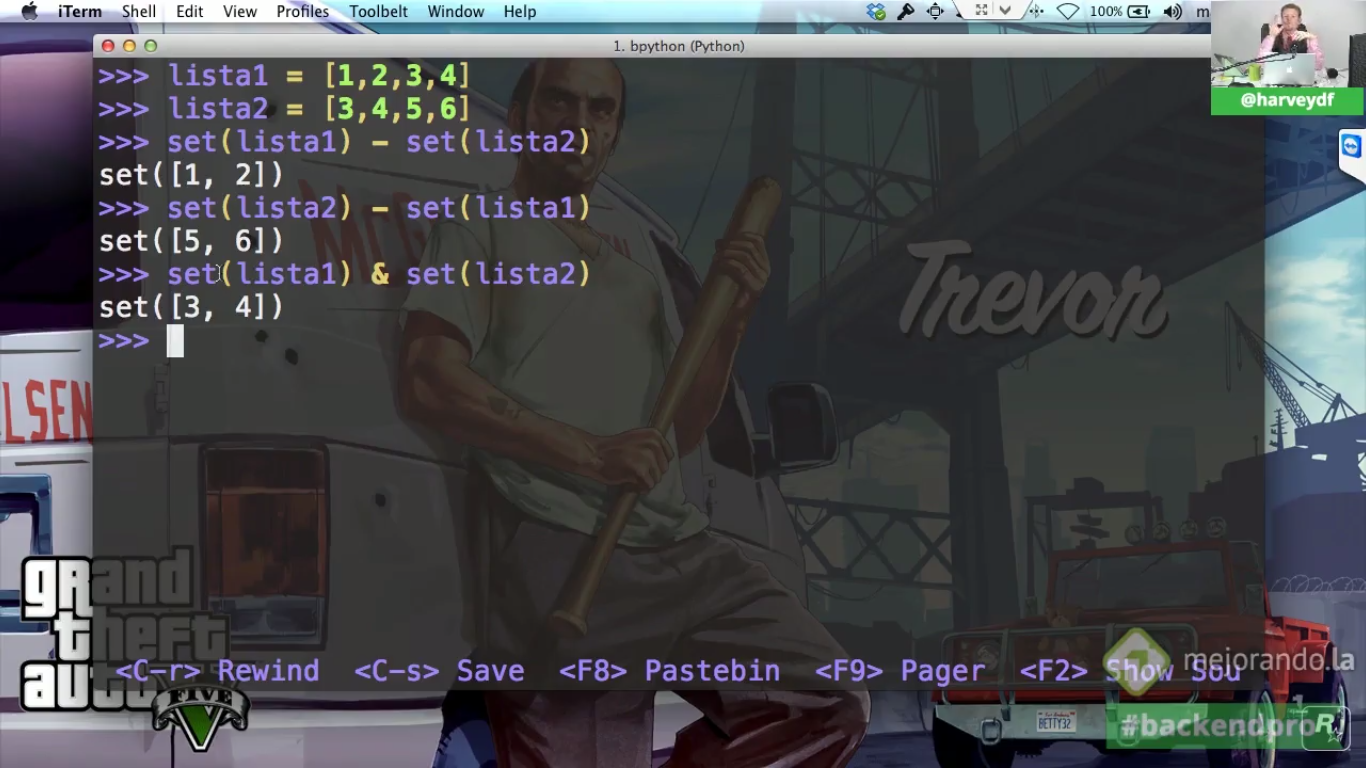 iTerm Shell Edit View Profiles Toolbelt Window Help 100%
1. bpython (Python)
@harveydf
>>> lista1 = [1,2,3,4]
>>> lista2 = [3,4,5,6]
>>> set(lista1) - set(lista2)
set([1, 2])
>>> set(lista2) - set(lista1)
set([5, 6])
>>> set(lista1) & set(lista2)
set([3, 4])
>>>
Trevor
LSEN
grand
theft
auto
FIVE
V
<C-r> Rewind <C-s> Save <F8> Pastebin <F9> Pager <F2> Show Sou
mejorando.la
BETTY32
#backendpro
R